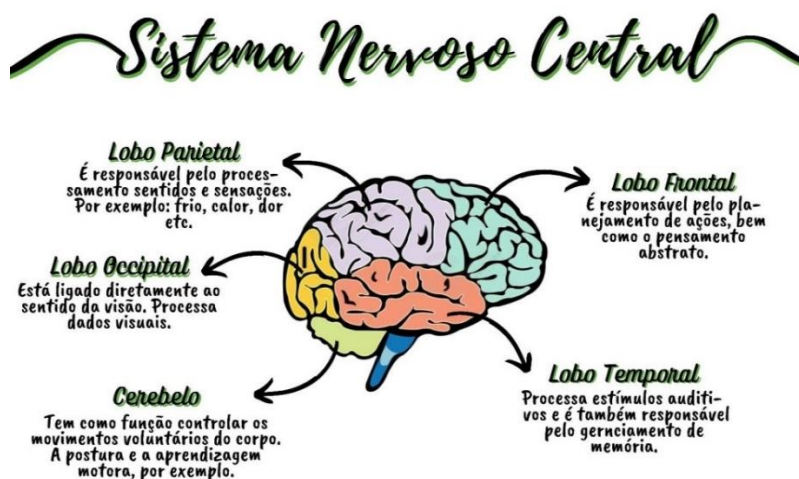 Sistema Nervoso Central
Lobo Parietal
É responsável pelo proces-
samento sentidos e sensações.
Por exemplo: frio, calor, dor
etc.
Lobo Frontal
É responsável pelo pla-
nejamento de ações, bem
como o pensamento
abstrato.
Lobo Occipital
Está ligado diretamente ao
sentido da visão. Processa
dados visuais.
Lobo Temporal
Processa estímulos auditi-
vos e é também responsável
pelo gernciamento de
memória.
Cerebelo
Tem como função controlar os
movimentos voluntários do corpo.
A postura e a aprendizagem
motora, por exemplo.